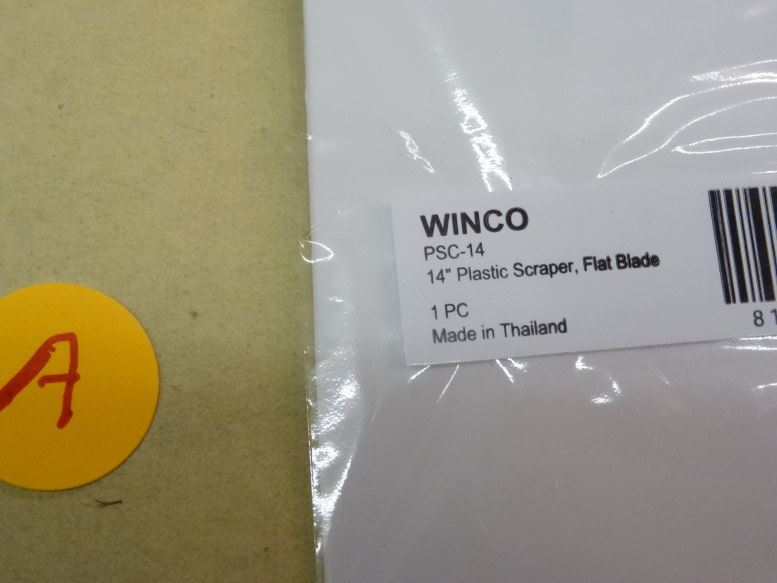 WINCO
PSC-14
14" Plastic Scraper, Flat Blade
1 PC
Made in Thailand
8 1
A